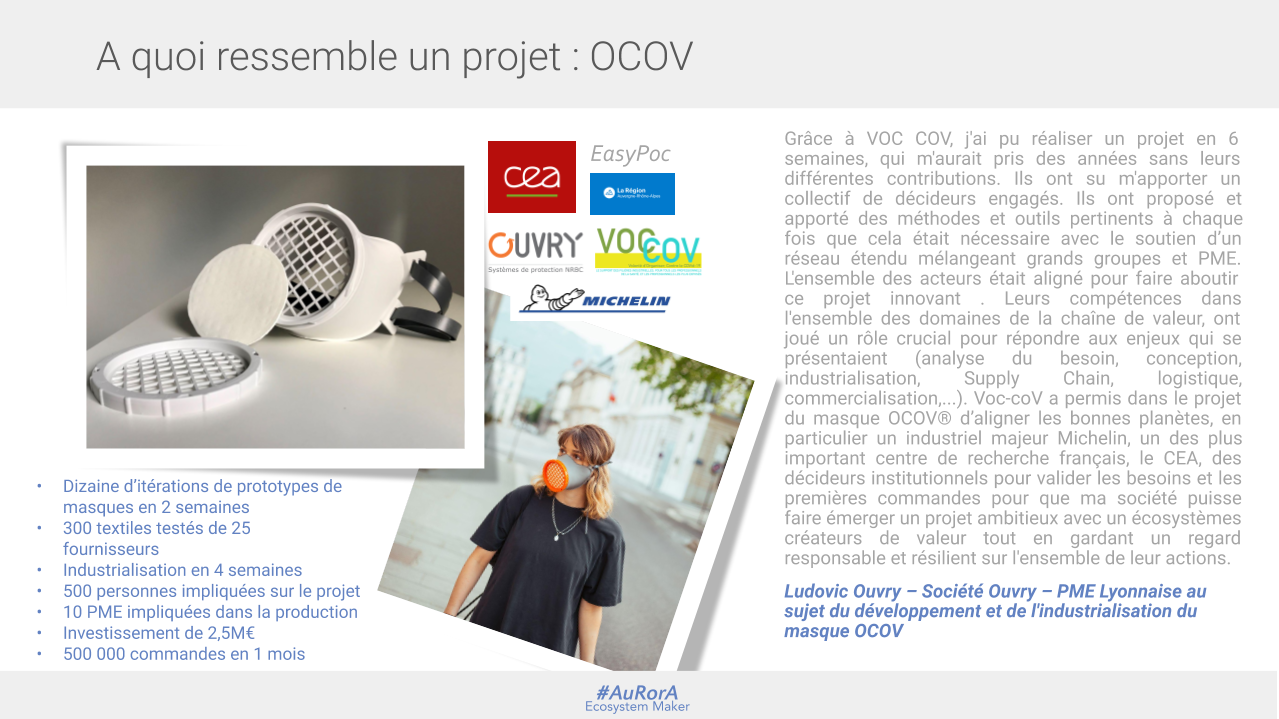 A quoi ressemble un projet : OCOV
cea
EasyPoc
La Région
Auvergne-Rhône-Alpes
OUVRY
Systèmes de protection NRBC
VOC COV
MICHELIN
Grâce à VOC COV, j'ai pu réaliser un projet en 6
semaines, qui m'aurait pris des années sans leurs
différentes contributions. Ils ont su m'apporter un
collectif de décideurs engagés. Ils ont proposé et
apporté des méthodes et outils pertinents à chaque
fois que cela était nécessaire avec le soutien d’un
réseau étendu mélangeant grands groupes et PME.
L'ensemble des acteurs était aligné pour faire aboutir
ce projet innovant . Leurs compétences dans
l'ensemble des domaines de la chaîne de valeur, ont
joué un rôle crucial pour répondre aux enjeux qui se
présentaient (analyse du besoin, conception,
industrialisation, Supply Chain, logistique,
commercialisation,...). Voc-coV a permis dans le projet
du masque OCOV® d’aligner les bonnes planètes, en
particulier un industriel majeur Michelin, un des plus
important centre de recherche français, le CEA, des
décideurs institutionnels pour valider les besoins et les
premières commandes pour que ma société puisse
faire émerger un projet ambitieux avec un écosystèmes
créateurs de valeur tout en gardant un regard
responsable et résilient sur l'ensemble de leur actions.
Ludovic Ouvry – Société Ouvry – PME Lyonnaise au
sujet du développement et de l'industrialisation du
masque OCOV
• Dizaine d’itérations de prototypes de
masques en 2 semaines
• 300 textiles testés de 25
fournisseurs
• Industrialisation en 4 semaines
• 500 personnes impliquées sur le projet
• 10 PME impliquées dans la production
• Investissement de 2,5M€
• 500 000 commandes en 1 mois
#AuRorA
Ecosystem Maker